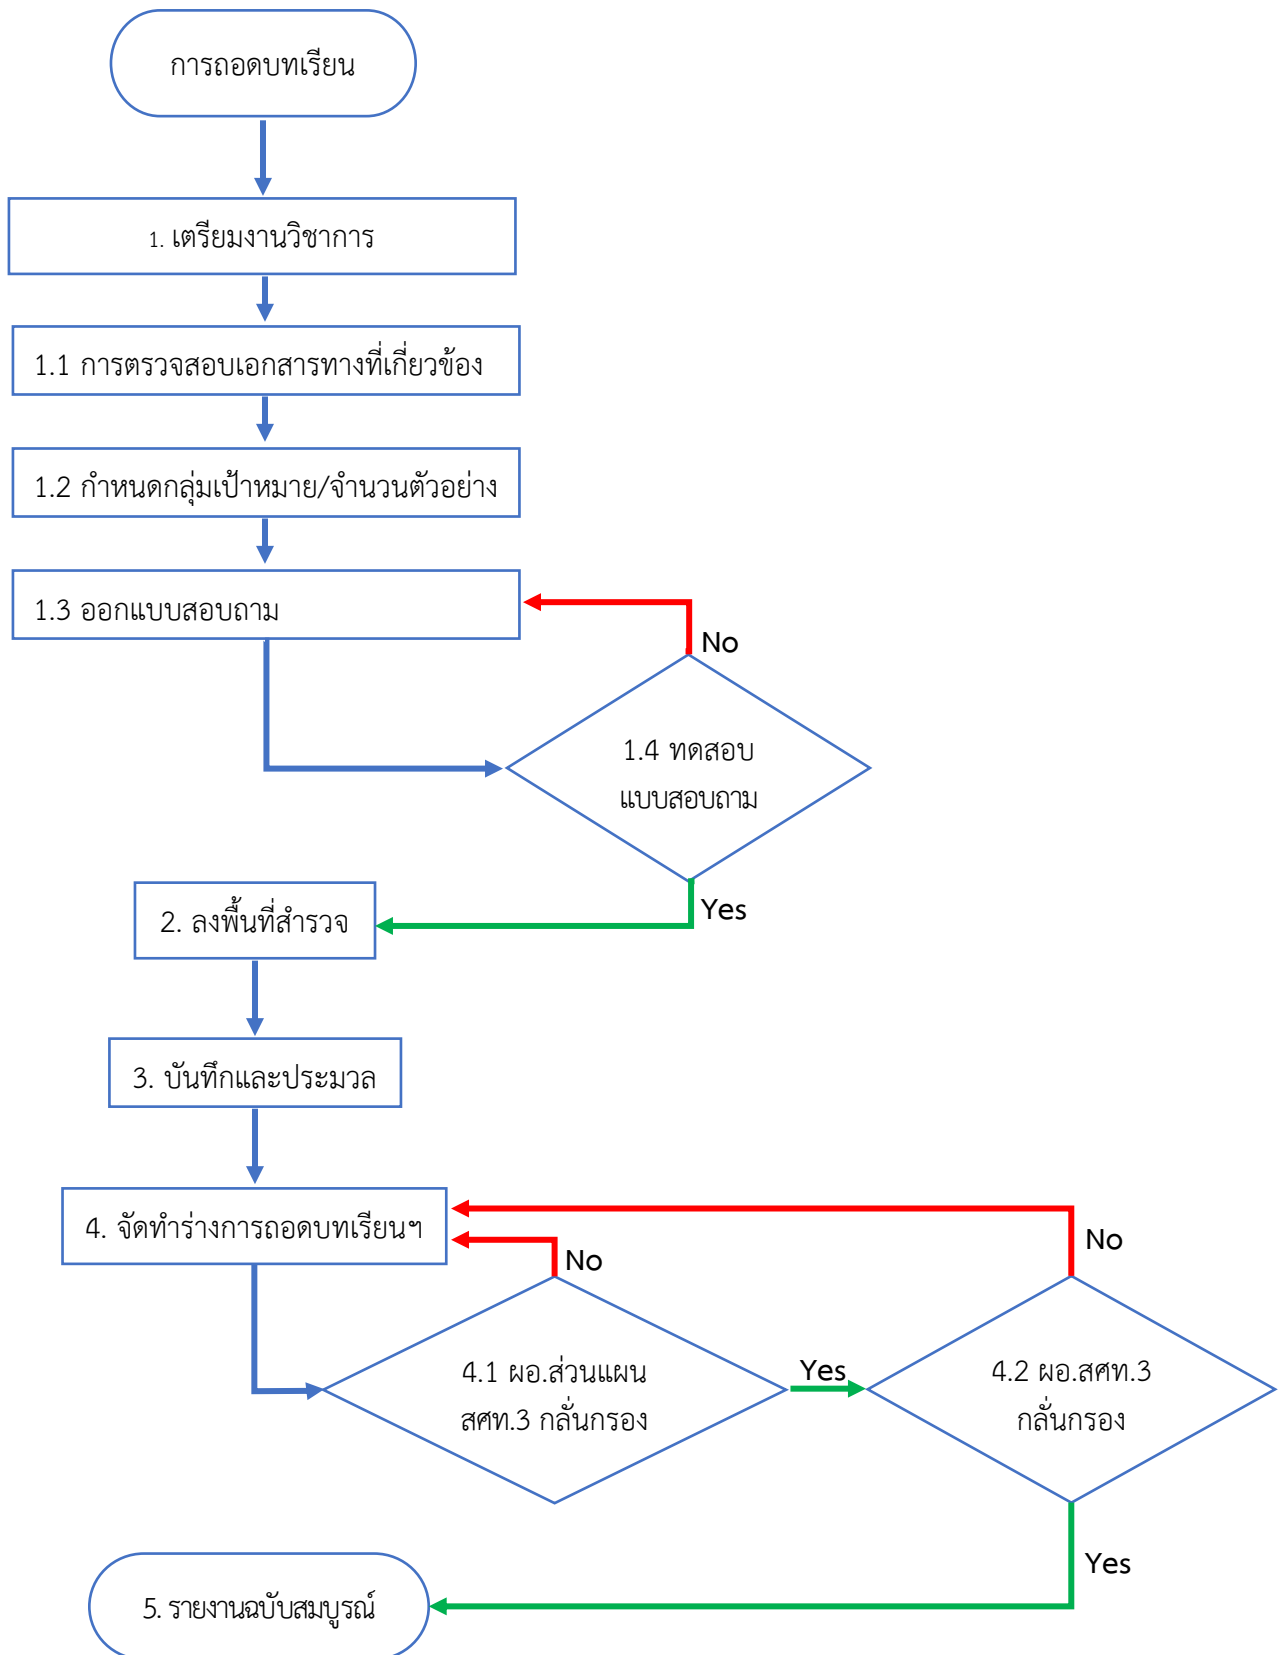 การถอดบทเรียน
1. เตรียมงานวิชาการ
1.1 การตรวจสอบเอกสารทางที่เกี่ยวข้อง
1.2 กำหนดกลุ่มเป้าหมาย/จำนวนตัวอย่าง
1.3 ออกแบบสอบถาม
No
1.4 ทดสอบ
แบบสอบถาม
Yes
2. ลงพื้นที่สำรวจ
3. บันทึกและประมวล
4. จัดทำร่างการถอดบทเรียนฯ
No
No
4.1 ผอ.ส่วนแผน
สศท.3 กลั่นกรอง
Yes
4.2 ผอ.สศท.3
กลั่นกรอง
Yes
5. รายงานฉบับสมบูรณ์